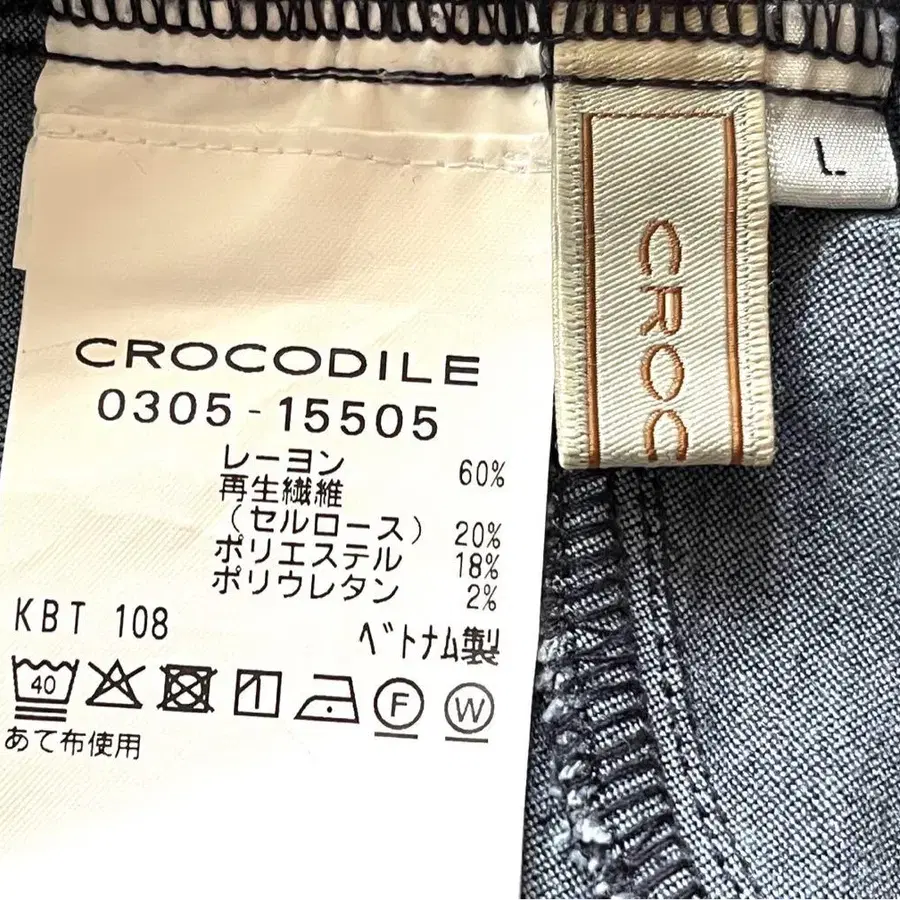 CROCODILE
0305-15505
レーヨン 60%
再生繊維
(セルロース) 20%
ポリエステル 18%
ポリウレタン 2%
KBT 108
ベトナム製
40
F
W
あて布使用
CROC
L